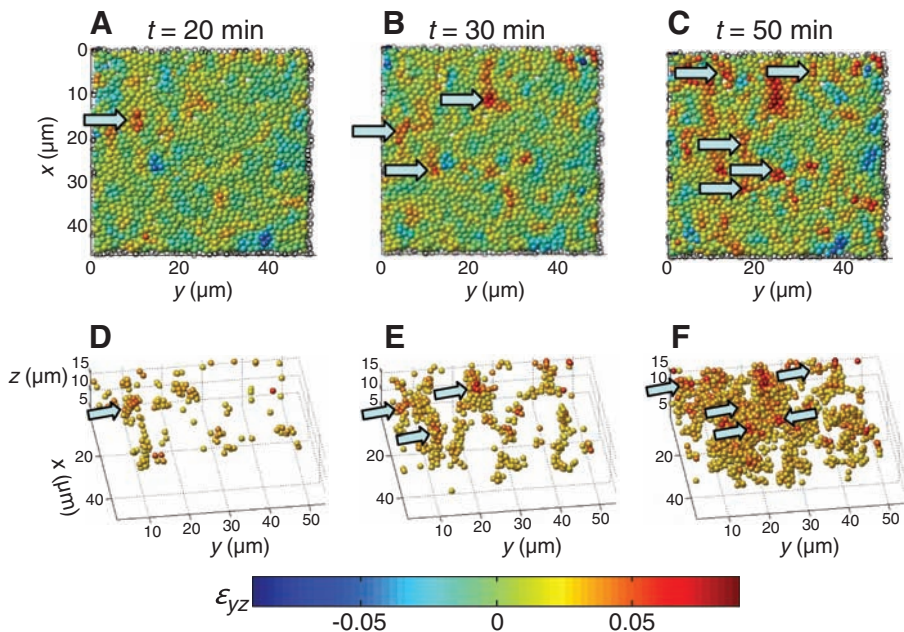 A t = 20 min
B t = 30 min
C t = 50 min
0
10
20
30
40
x (µm)
0 20 40
y (µm)
0 20 40
y (µm)
0 20 40
y (µm)
D
E
F
z (µm)
15
10
5
20
40
x (µm)
10 20 30 40 50
y (µm)
15
10
5
20
40
10 20 30 40 50
y (µm)
15
10
5
20
40
10 20 30 40 50
y (µm)
εyz
-0.05 0 0.05